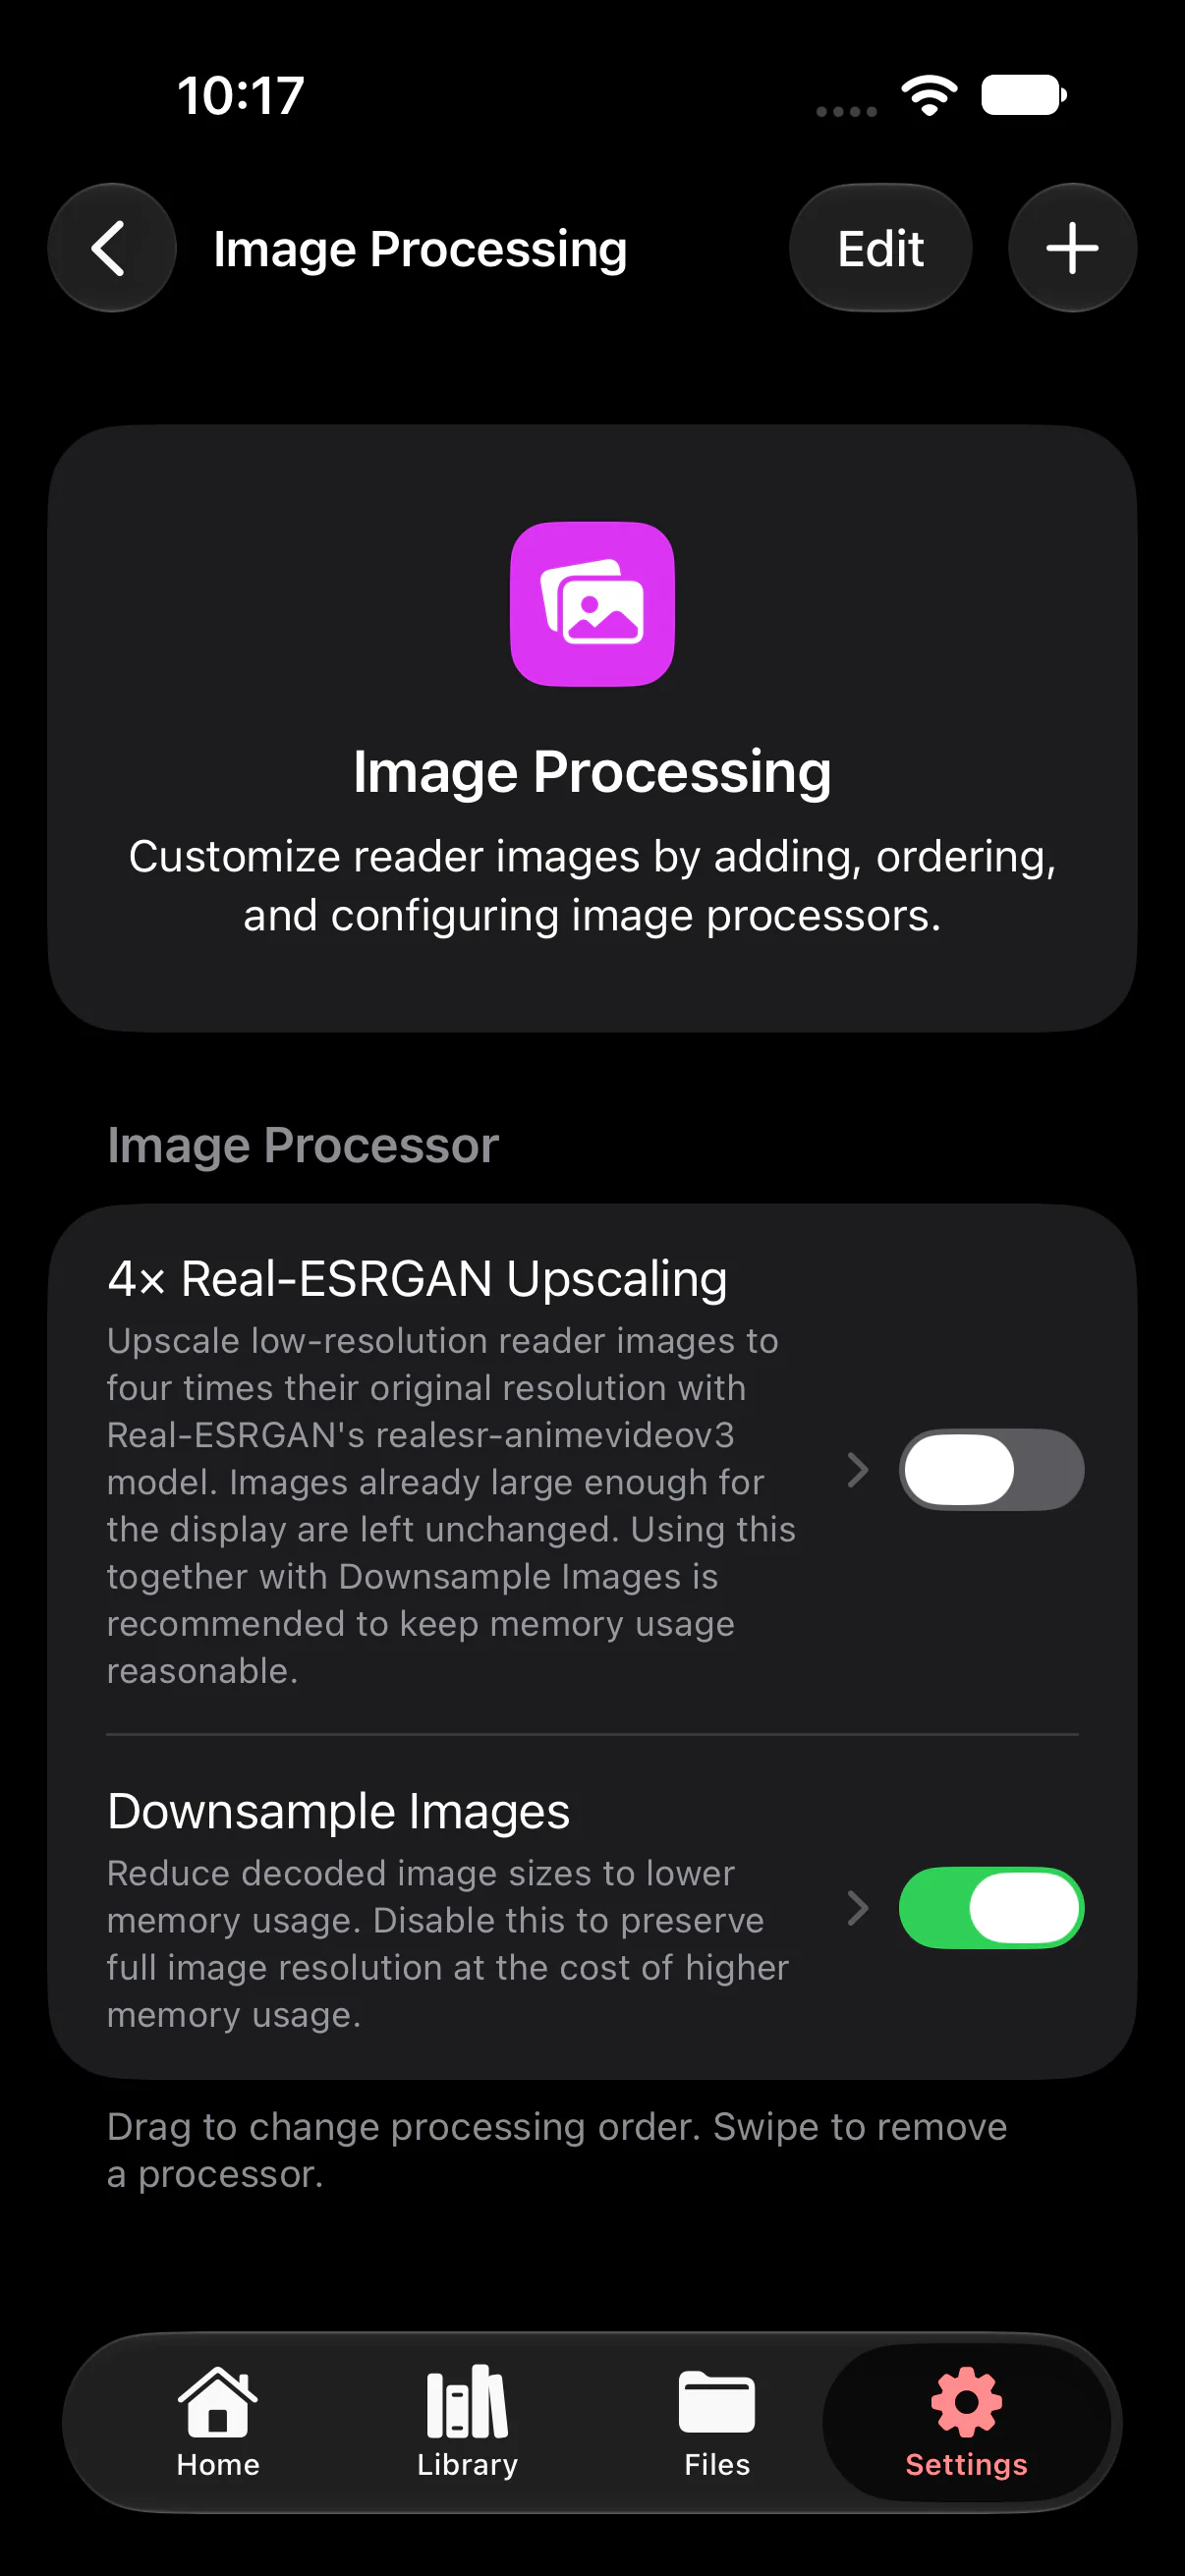 10:17
Image Processing
Edit
Image Processing
Customize reader images by adding, ordering,
and configuring image processors.
Image Processor
4× Real-ESRGAN Upscaling
Upscale low-resolution reader images to
four times their original resolution with
Real-ESRGAN's realesr-animevideov3
model. Images already large enough for
the display are left unchanged. Using this
together with Downsample Images is
recommended to keep memory usage
reasonable.
Downsample Images
Reduce decoded image sizes to lower
memory usage. Disable this to preserve
full image resolution at the cost of higher
memory usage.
Drag to change processing order. Swipe to remove
a processor.
Home
Library
Files
Settings